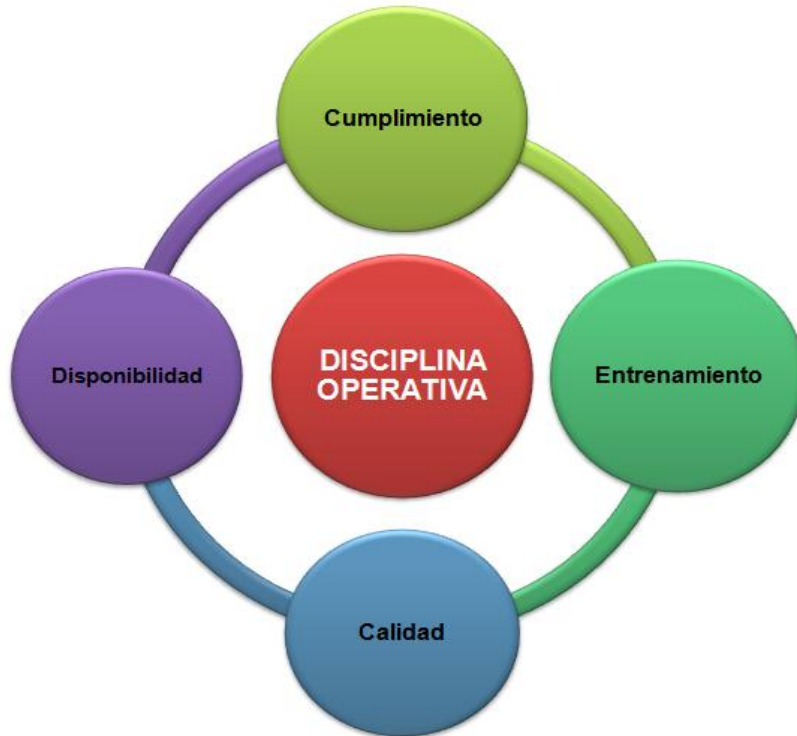 Cumplimiento
Disponibilidad
DISCIPLINA
OPERATIVA
Entrenamiento
Calidad